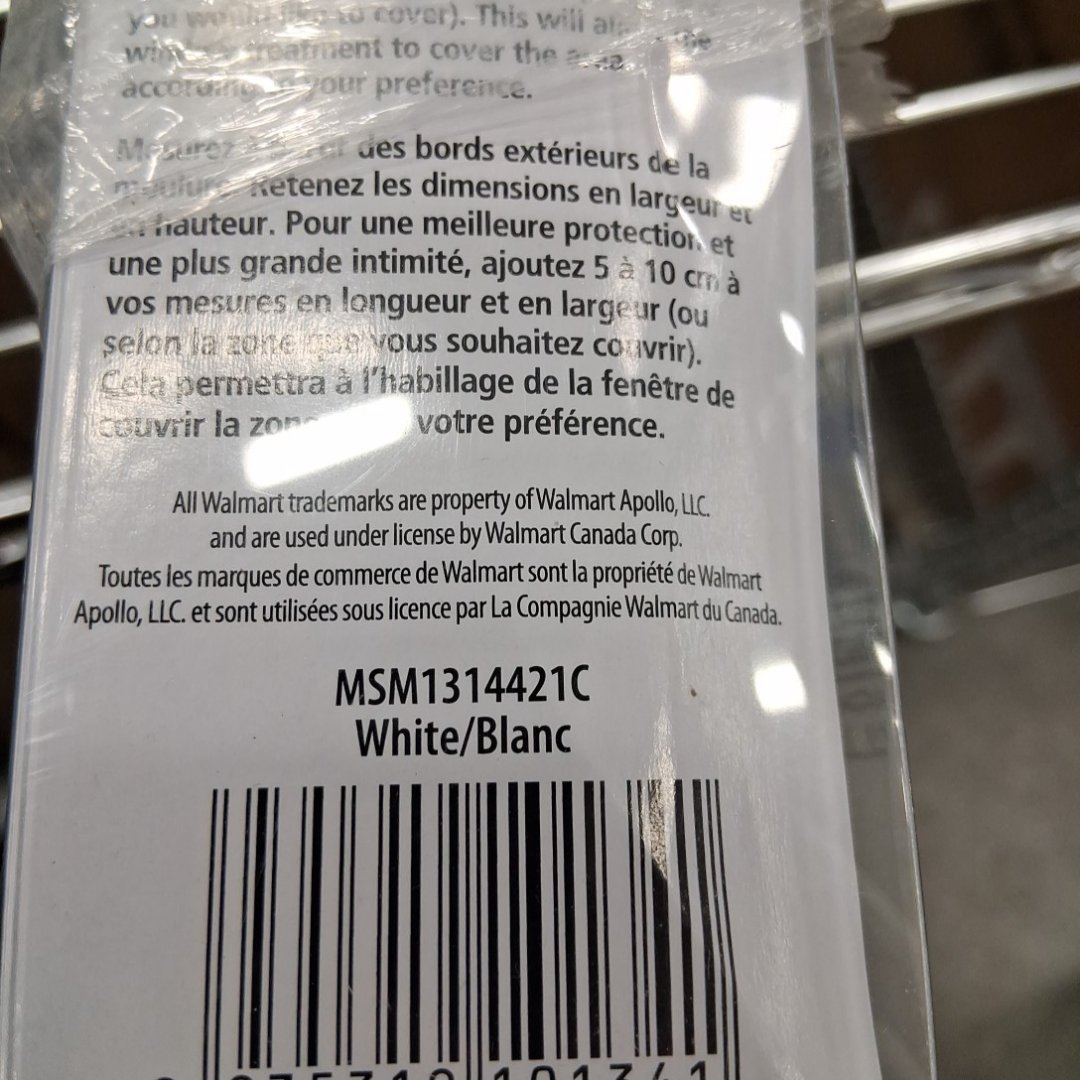 you would like to cover). This will
window treatment to cover the area
according to your preference.
Mesurez à des bords extérieurs de la
moulure. Retenez les dimensions en largeur et
en hauteur. Pour une meilleure protection et
une plus grande intimité, ajoutez 5 à 10 cm à
vos mesures en longueur et en largeur (ou
selon la zone que vous souhaitez couvrir).
Cela permettra à l'habillage de la fenêtre de
couvrir la zone votre préférence.
All Walmart trademarks are property of Walmart Apollo, LLC.
and are used under license by Walmart Canada Corp.
Toutes les marques de commerce de Walmart sont la propriété de Walmart
Apollo, LLC. et sont utilisées sous licence par La Compagnie Walmart du Canada.
MSM1314421C
White/Blanc